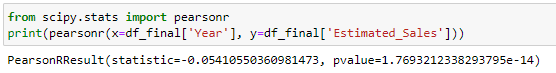 from scipy.stats import pearsonr
print(pearsonr(x=df_final['Year'], y=df_final['Estimated_Sales']))
PearsonRResult(statistic=-0.05410550360981473, pvalue=1.7693212338293795e-14)